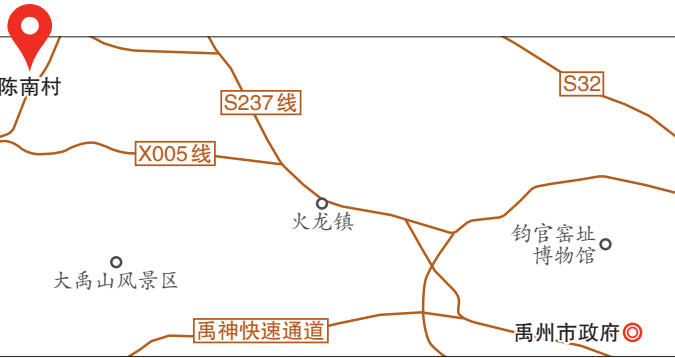 陈南村
S32
S237线
X005线
火龙镇
钧官窑址
博物馆
大禹山风景区
禹神快速通道
禹州市政府